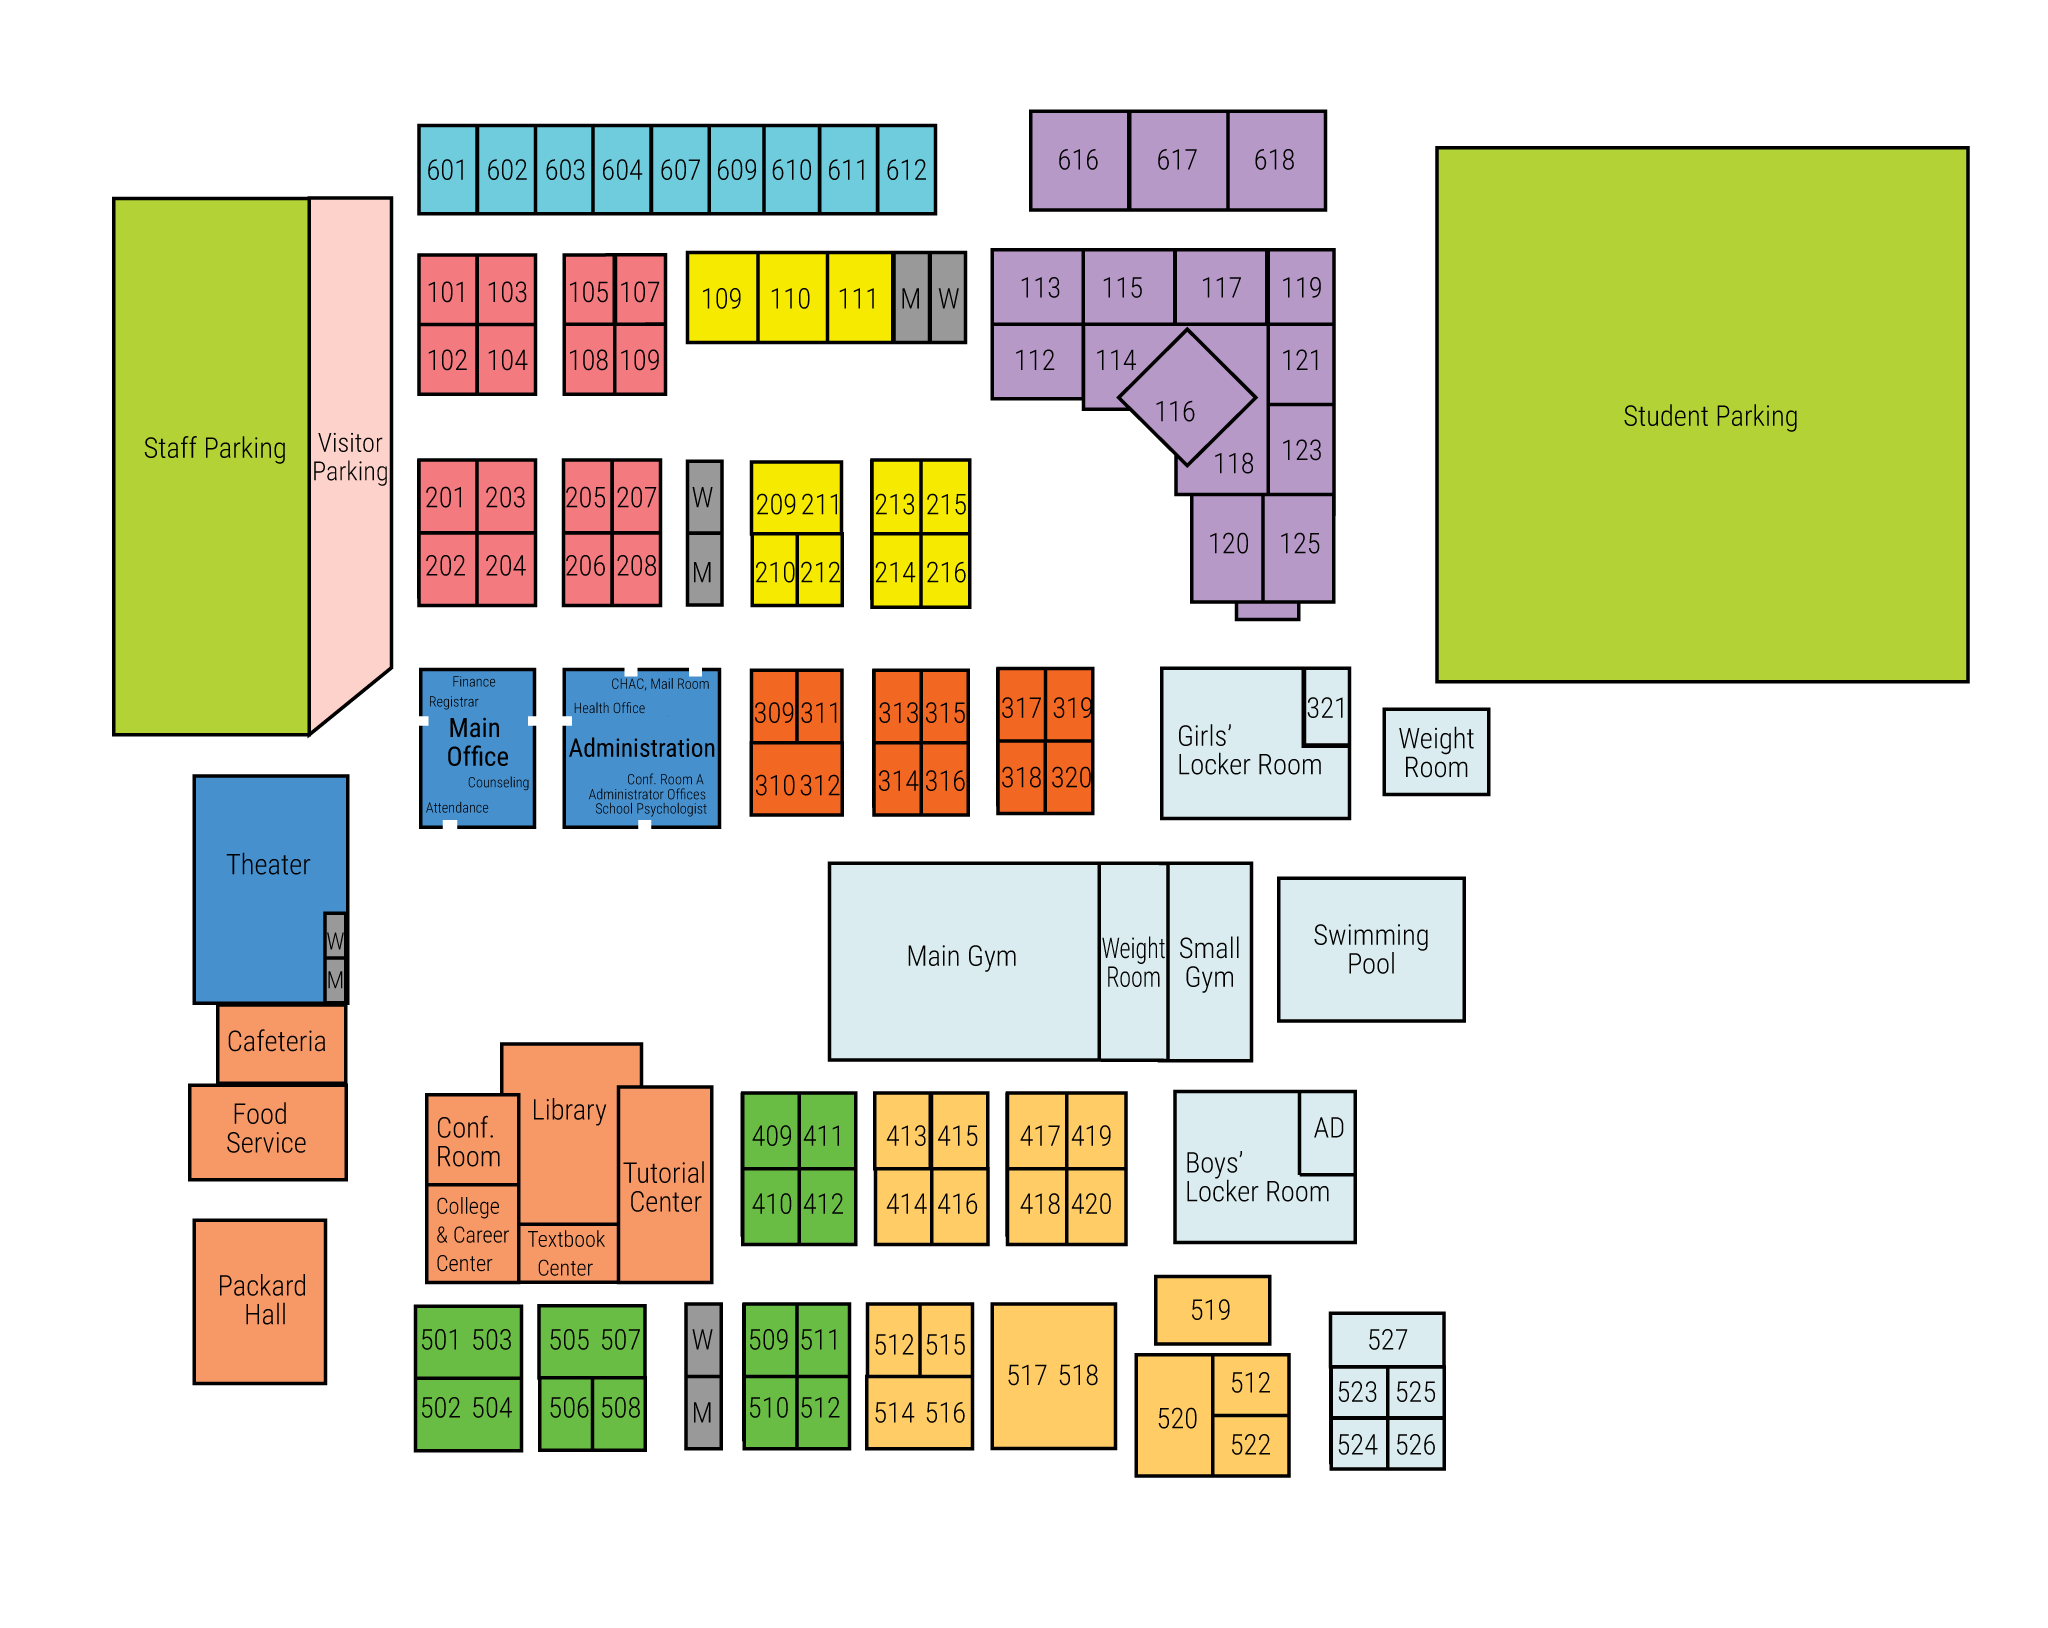 601 602 603 604 607 609 610 611 612
616 617 618
101 103
102 104
105 107
108 109
109 110 111 M W
113 115 117 119
112 114 116 121
118 123
120 125
Staff Parking
Visitor
Parking
Student Parking
201 203
202 204
205 207
206 208
W
M
209 211
210 212
213 215
214 216
Finance
Registrar
Main
Office
Counseling
Attendance
CHAC, Mail Room
Health Office
Administration
Conf. Room A
Administrator Offices
School Psychologist
309 311
310 312
313 315
314 316
317 319
318 320
321
Girls’
Locker Room
Weight
Room
Theater
W
M
Cafeteria
Food
Service
Packard
Hall
Main Gym
Weight
Room
Small
Gym
Swimming
Pool
Library
Conf.
Room
College
& Career
Center
Textbook
Center
Tutorial
Center
409 411
410 412
413 415
414 416
417 419
418 420
AD
Boys’
Locker Room
501 503
502 504
505 507
506 508
W
M
509 511
510 512
512 515
514 516
517 518
519
520
512
522
527
523 525
524 526